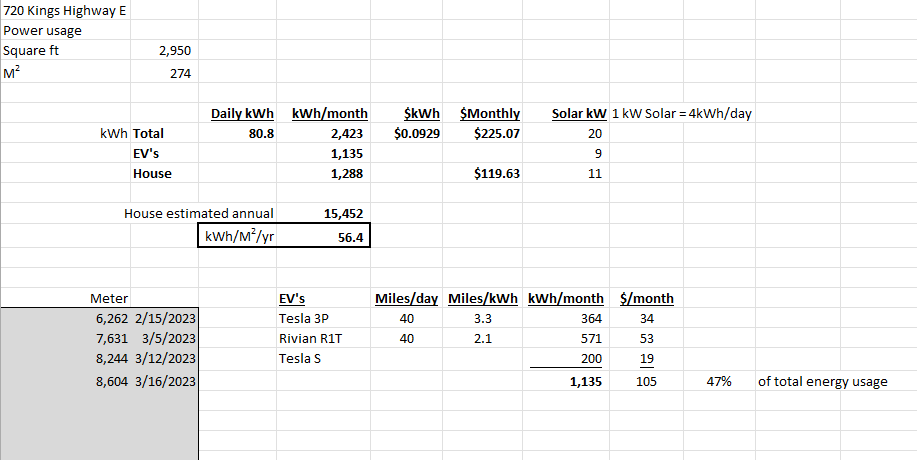 720 Kings Highway E
Power usage
Square ft 2,950
M² 274
Daily kWh kWh/month $kWh $Monthly Solar kW 1 kW Solar = 4kWh/day
kWh Total 80.8 2,423 $0.0929 $225.07 20
EV's 1,135 9
House 1,288 $119.63 11
House estimated annual 15,452
kWh/M²/yr 56.4
Meter EV's Miles/day Miles/kWh kWh/month $/month
6,262 2/15/2023 Tesla 3P 40 3.3 364 34
7,631 3/5/2023 Rivian R1T 40 2.1 571 53
8,244 3/12/2023 Tesla S 200 19
8,604 3/16/2023 1,135 105 47% of total energy usage